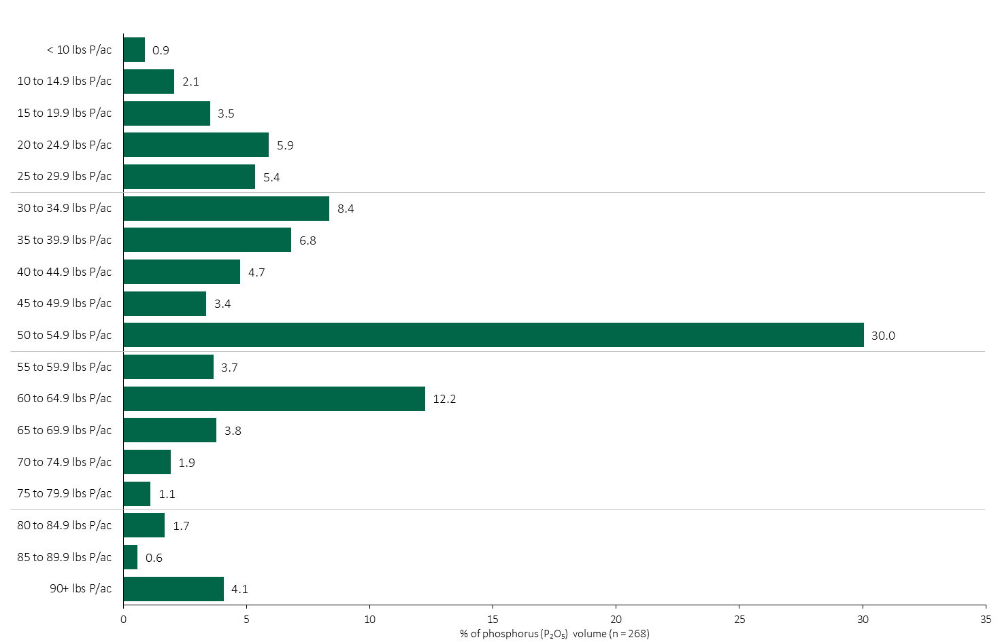 < 10 lbs P/ac 0.9
10 to 14.9 lbs P/ac 2.1
15 to 19.9 lbs P/ac 3.5
20 to 24.9 lbs P/ac 5.9
25 to 29.9 lbs P/ac 5.4
30 to 34.9 lbs P/ac 8.4
35 to 39.9 lbs P/ac 6.8
40 to 44.9 lbs P/ac 4.7
45 to 49.9 lbs P/ac 3.4
50 to 54.9 lbs P/ac 30.0
55 to 59.9 lbs P/ac 3.7
60 to 64.9 lbs P/ac 12.2
65 to 69.9 lbs P/ac 3.8
70 to 74.9 lbs P/ac 1.9
75 to 79.9 lbs P/ac 1.1
80 to 84.9 lbs P/ac 1.7
85 to 89.9 lbs P/ac 0.6
90+ lbs P/ac 4.1
0 5 10 15 20 25 30 35
% of phosphorus (P₂O₅) volume (n = 268)